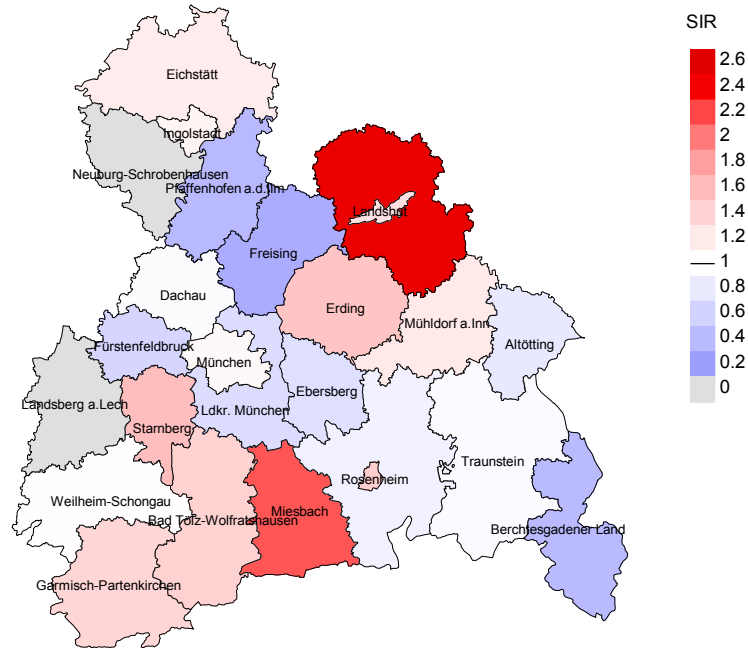 SIR
2.6
2.4
2.2
2
1.8
1.6
1.4
1.2
1
0.8
0.6
0.4
0.2
0
Eichstätt
Ingolstadt
Neuburg-Schrobenhausen
Pfaffenhofen a.d.Ilm
Landshut
Freising
Dachau
Erding
Mühldorf a.Inn
Altötting
Fürstenfeldbruck
München
Ebersberg
Landsberg a.Lech
Ldkr. München
Starnberg
Traunstein
Rosenheim
Weilheim-Schongau
Miesbach
Bad Tölz-Wolfratshausen
Berchtesgadener Land
Garmisch-Partenkirchen